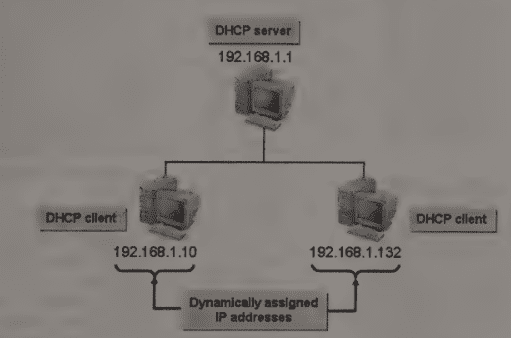 DHCP server
192.168.1.1
DHCP client
DHCP client
192.168.1.10
192.168.1.132
Dynamically assigned
IP addresses